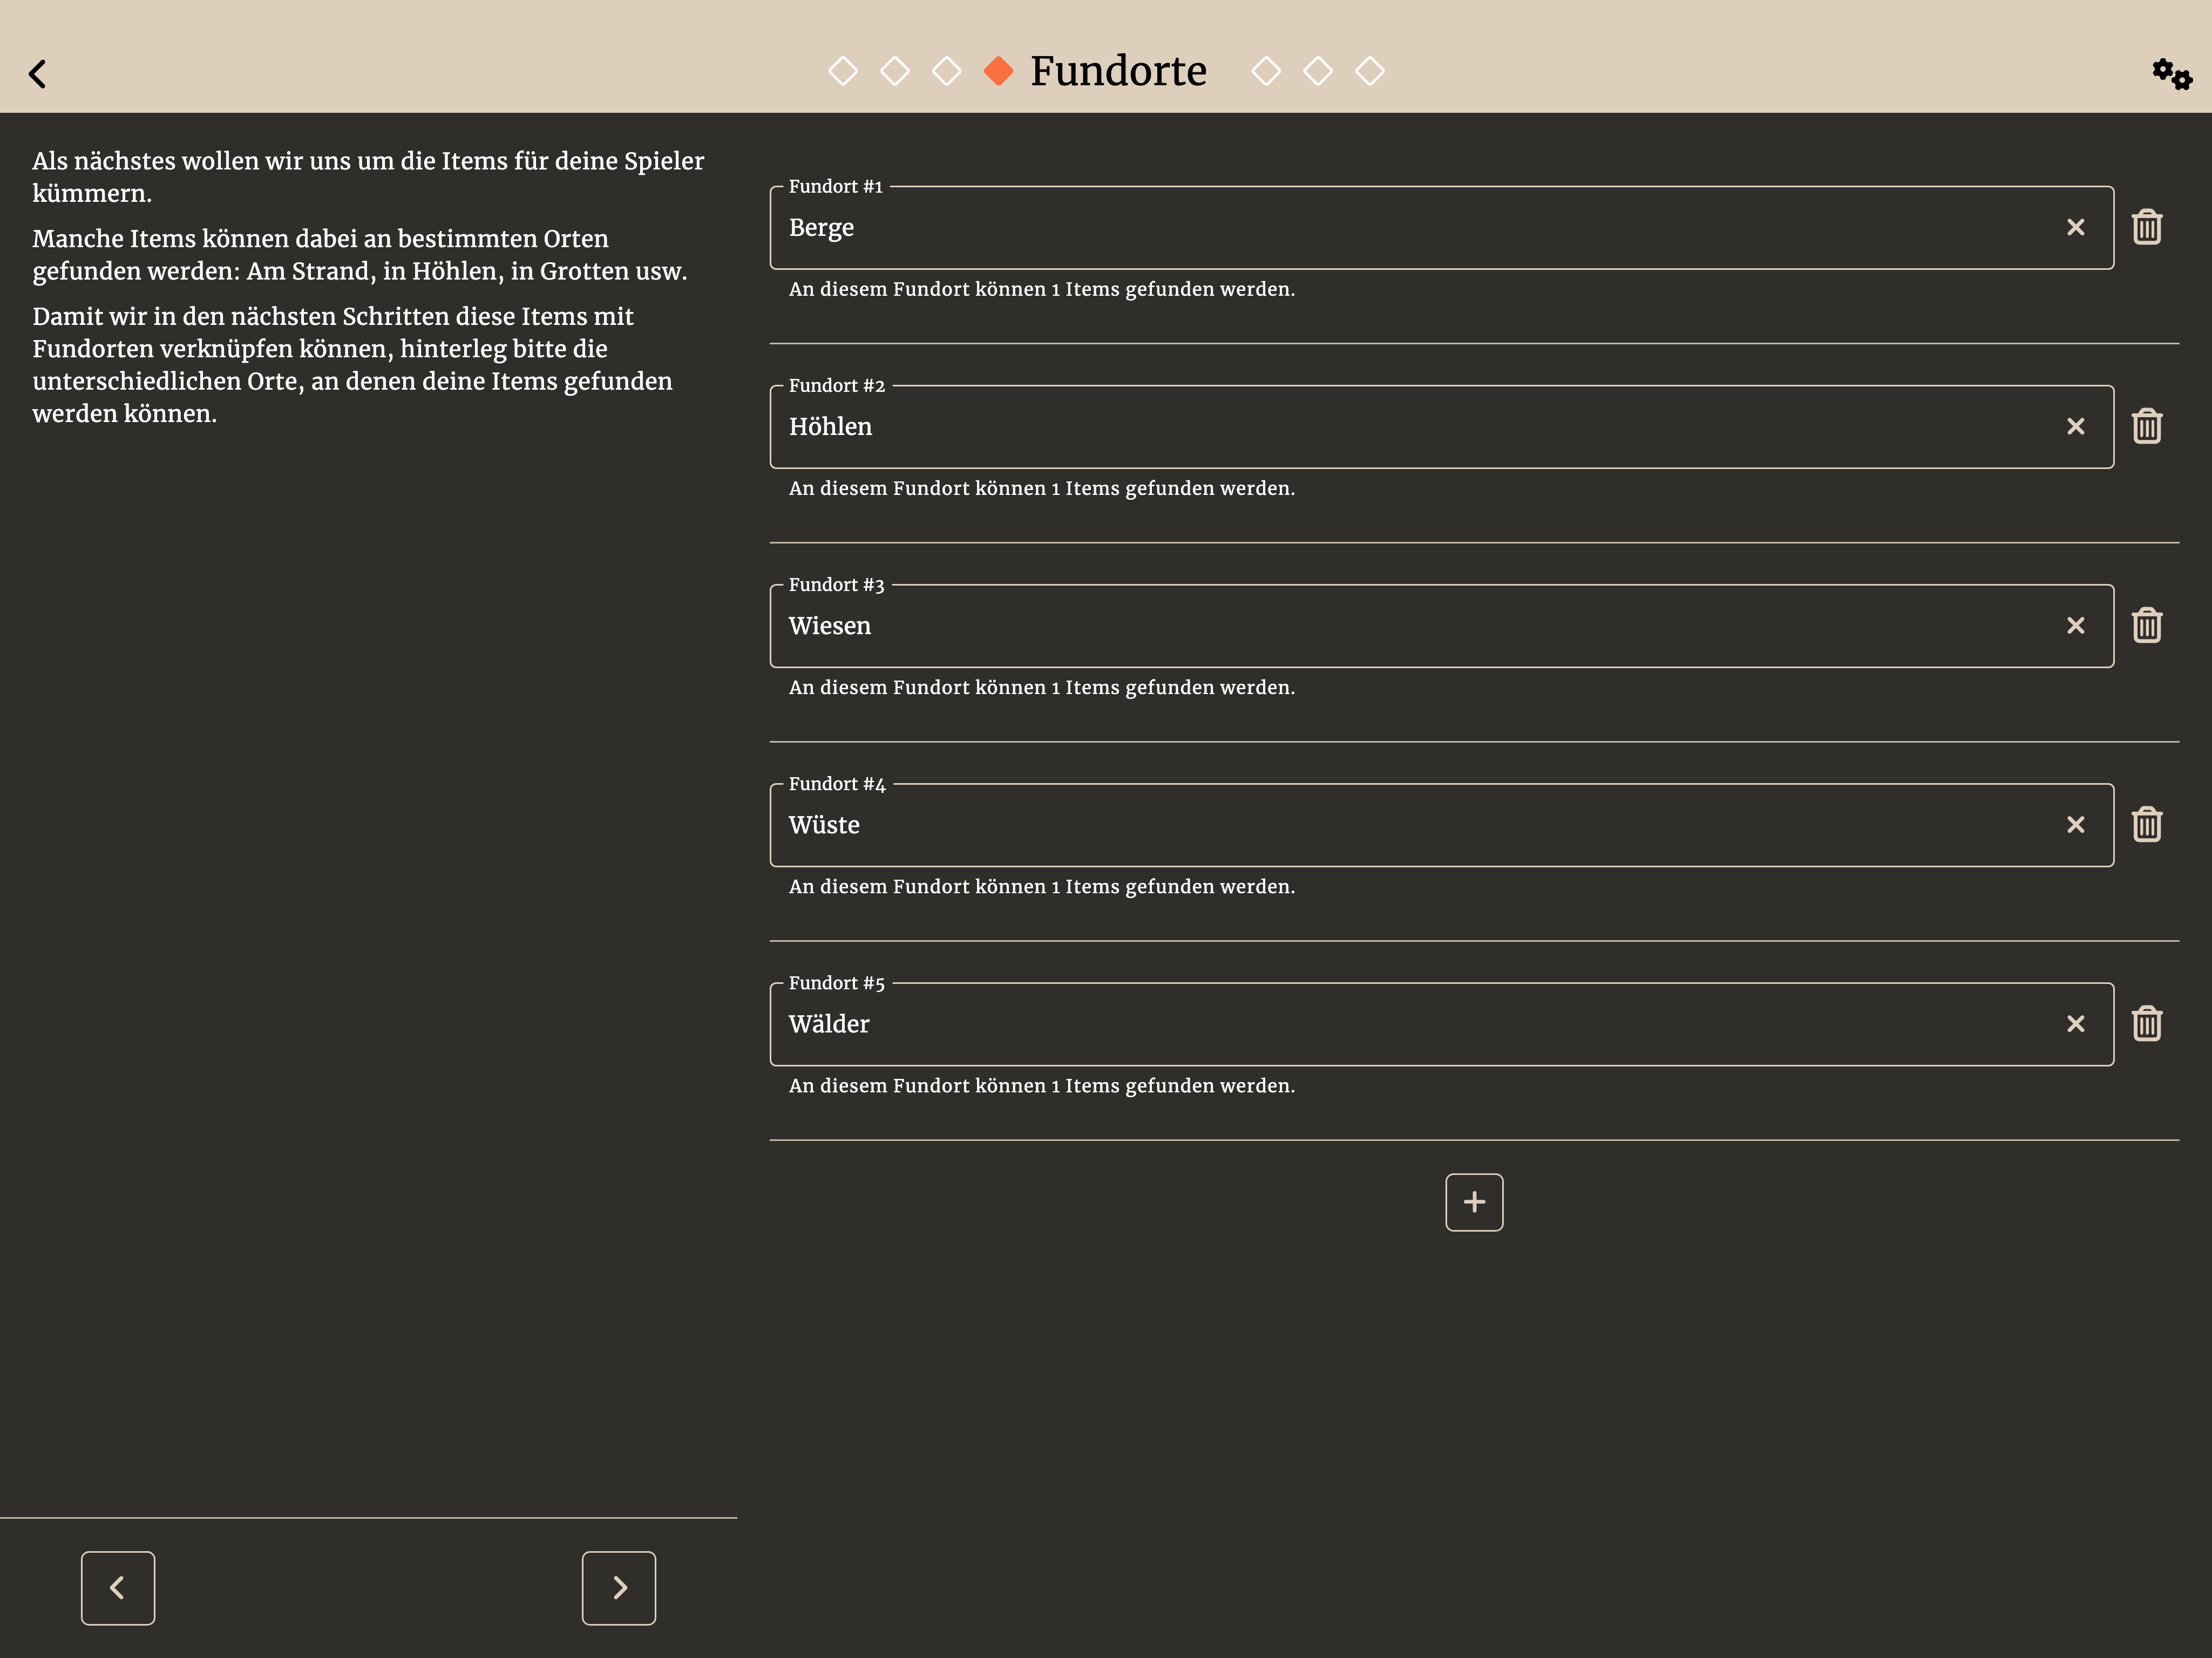 Fundorte
Als nächstes wollen wir uns um die Items für deine Spieler
kümmern.
Manche Items können dabei an bestimmten Orten
gefunden werden: Am Strand, in Höhlen, in Grotten usw.
Damit wir in den nächsten Schritten diese Items mit
Fundorten verknüpfen können, hinterleg bitte die
unterschiedlichen Orte, an denen deine Items gefunden
werden können.
Fundort #1
Berge
An diesem Fundort können 1 Items gefunden werden.
Fundort #2
Höhlen
An diesem Fundort können 1 Items gefunden werden.
Fundort #3
Wiesen
An diesem Fundort können 1 Items gefunden werden.
Fundort #4
Wüste
An diesem Fundort können 1 Items gefunden werden.
Fundort #5
Wälder
An diesem Fundort können 1 Items gefunden werden.